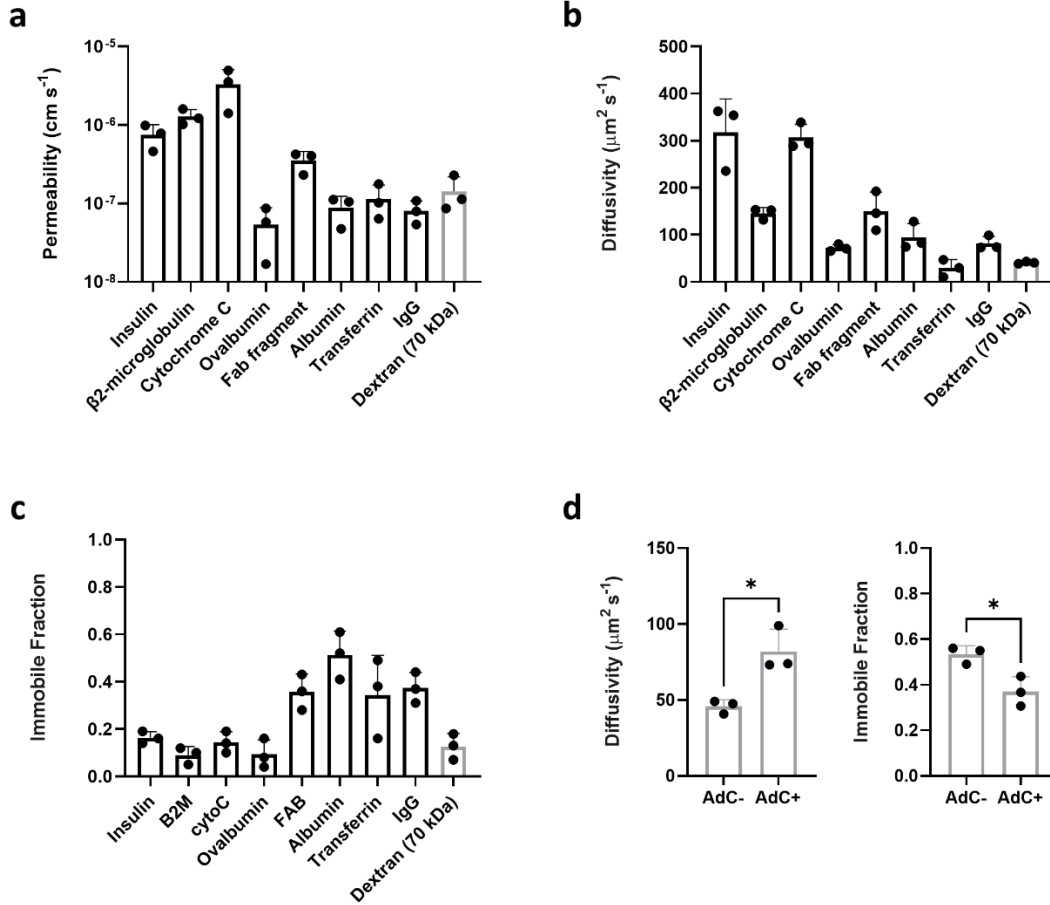 a
Permeability (cm s⁻¹)
10⁻⁵
10⁻⁶
10⁻⁷
10⁻⁸
Insulin
β2-microglobulin
Cytochrome C
Ovalbumin
Fab fragment
Albumin
Transferrin
IgG
Dextran (70 kDa)
b
Diffusivity (μm² s⁻¹)
500
400
300
200
100
0
Insulin
β2-microglobulin
Cytochrome C
Ovalbumin
Fab fragment
Albumin
Transferrin
IgG
Dextran (70 kDa)
c
Immobile Fraction
1.0
0.8
0.6
0.4
0.2
0.0
Insulin
B2M
cytoC
Ovalbumin
FAB
Albumin
Transferrin
IgG
Dextran (70 kDa)
d
Diffusivity (μm² s⁻¹)
150
100
50
0
*
AdC- AdC+
Immobile Fraction
1.0
0.8
0.6
0.4
0.2
0.0
*
AdC- AdC+